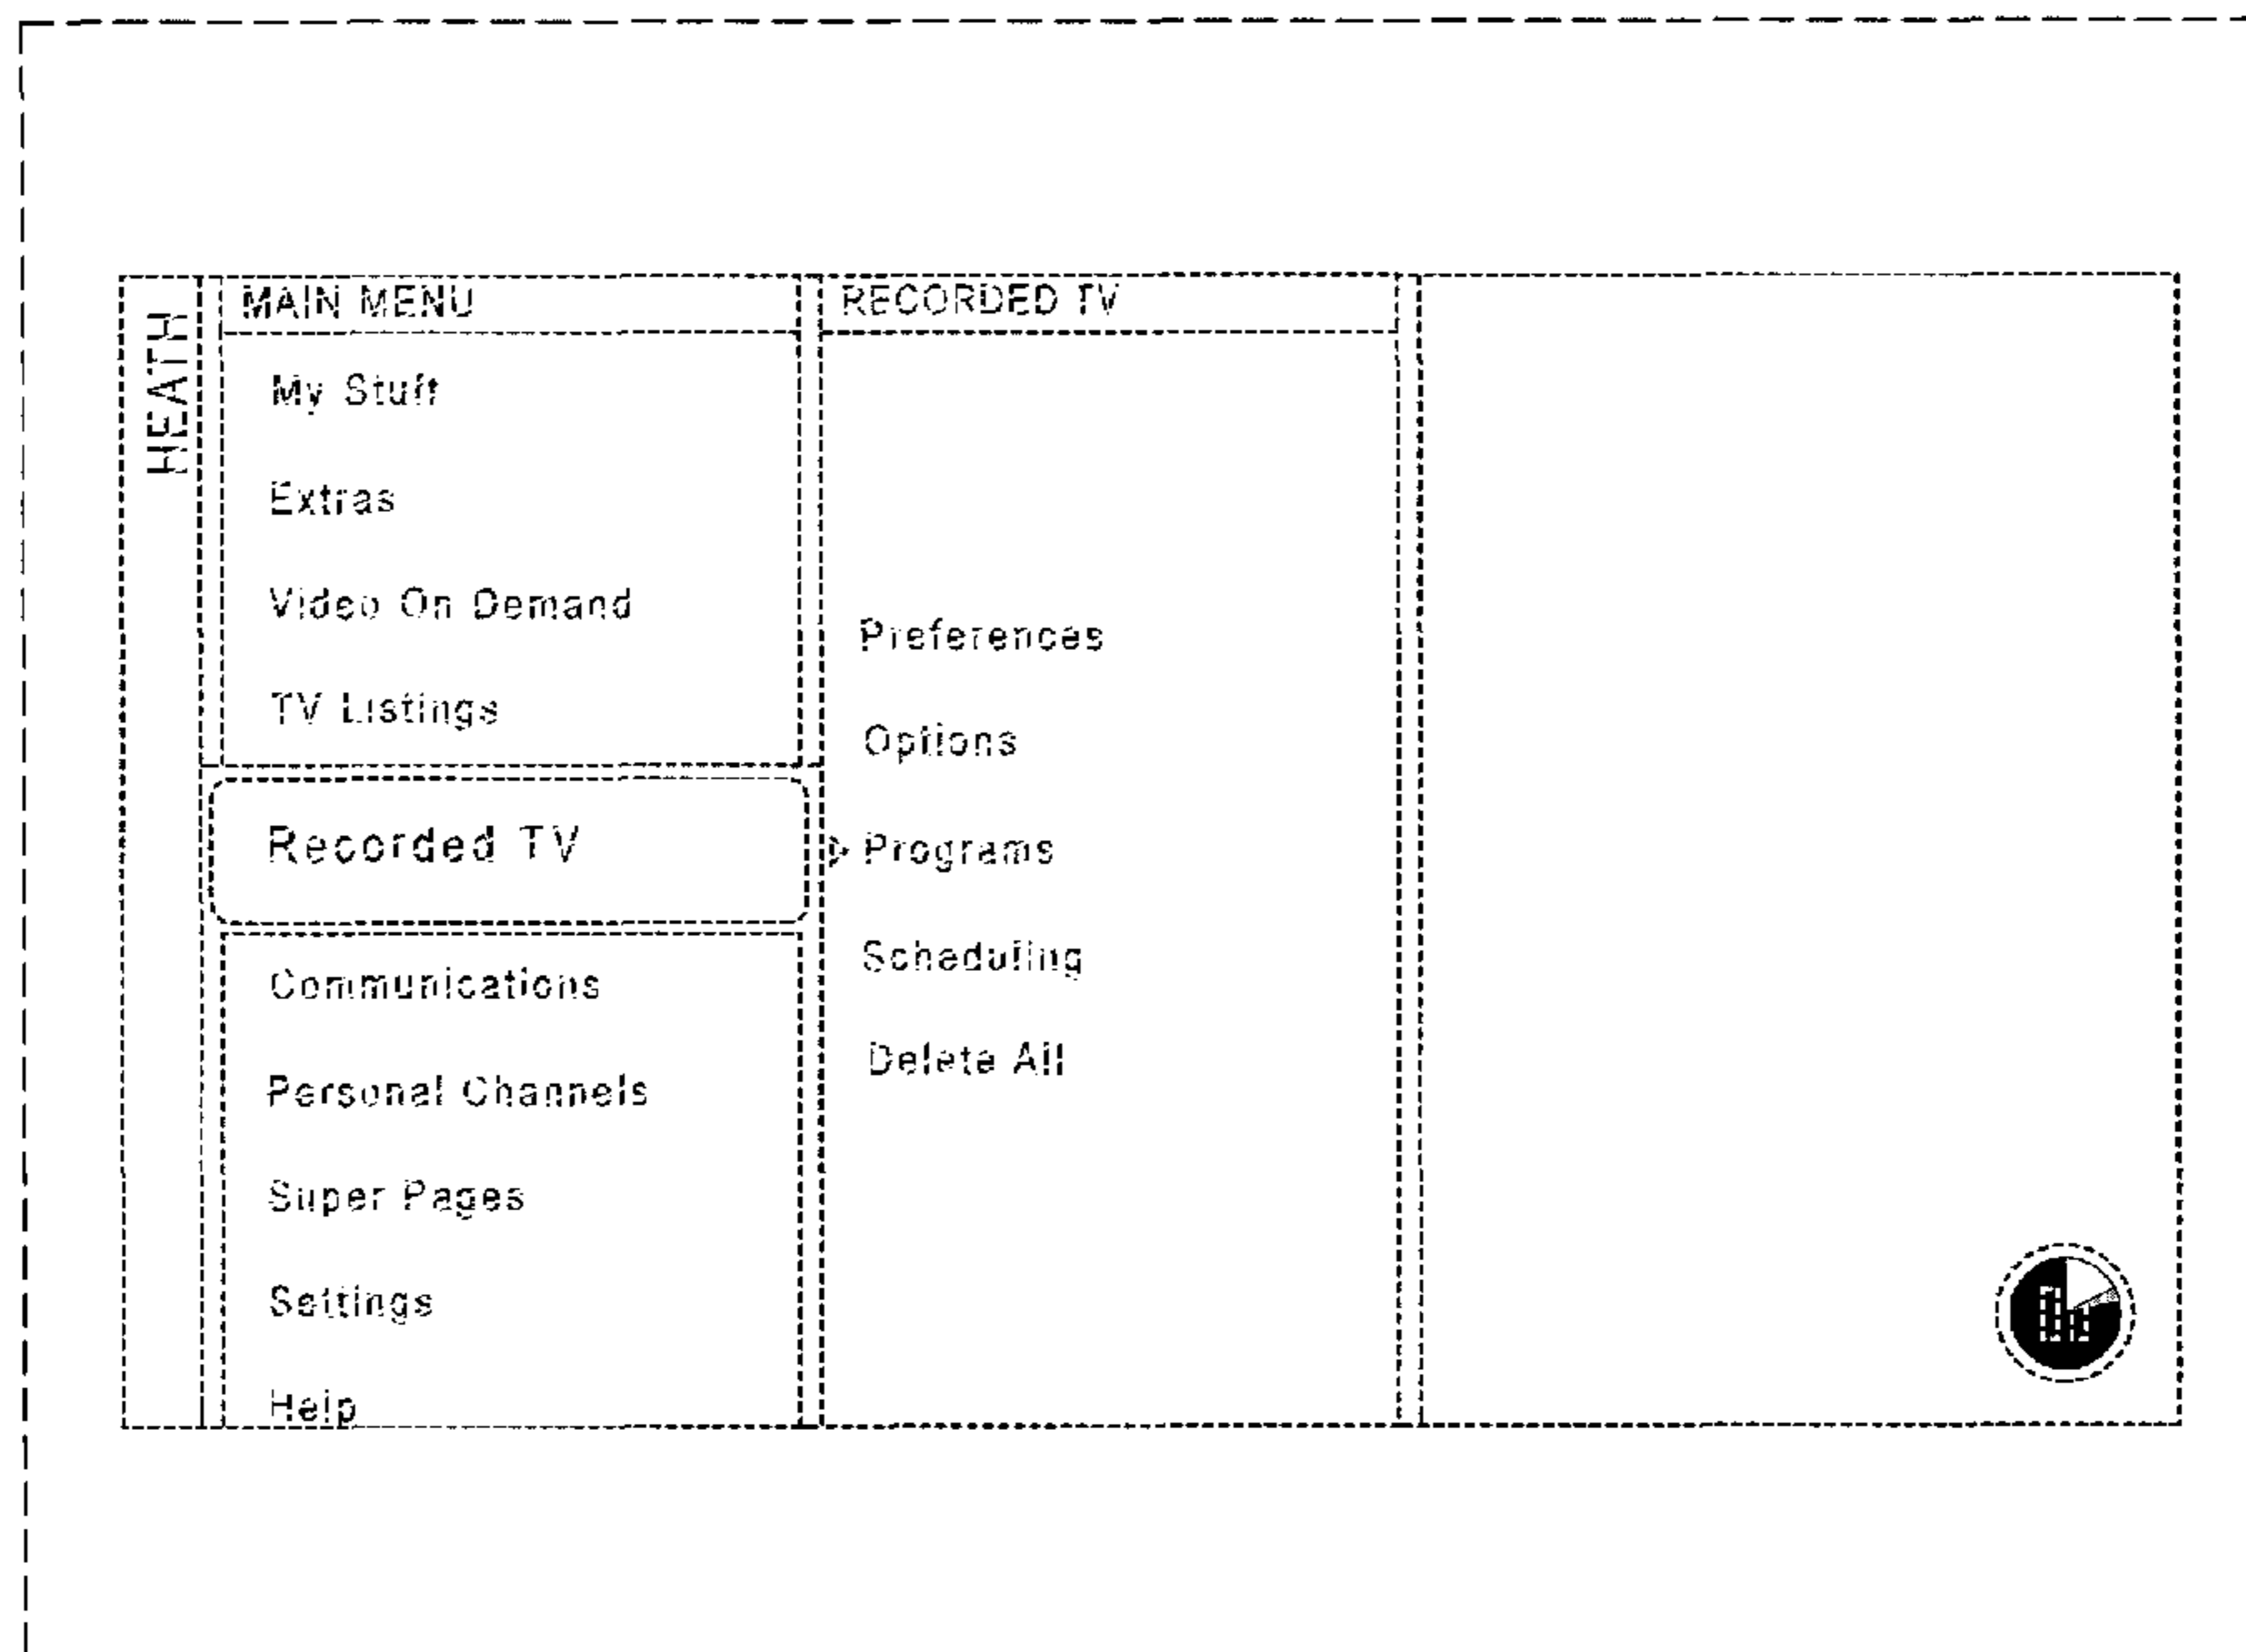 HEATH
MAIN MENU
My Stuff
Extras
Video On Demand
TV Listings
Recorded TV
Communications
Personal Channels
Super Pages
Settings
Help
RECORDED TV
Preferences
Options
Programs
Scheduling
Delete All